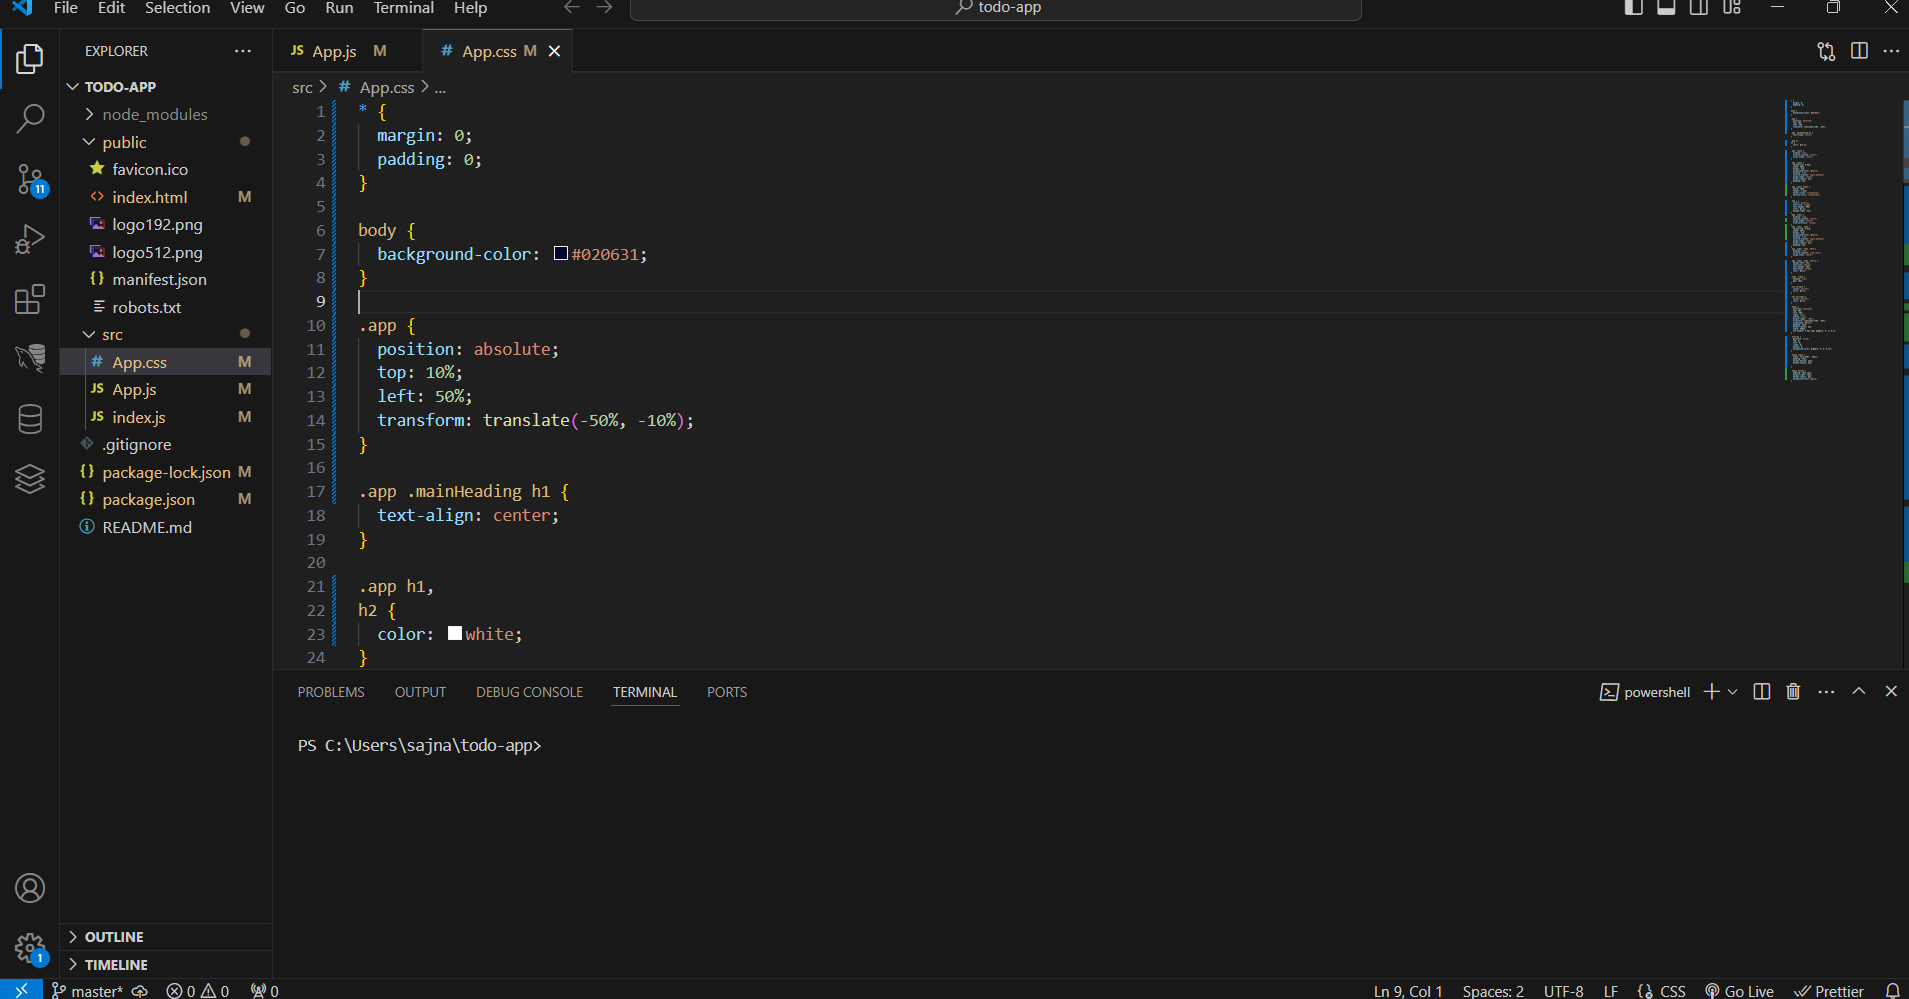 File Edit Selection View Go Run Terminal Help
todo-app
EXPLORER
TODO-APP
node_modules
public
favicon.ico
index.html M
logo192.png
logo512.png
manifest.json
robots.txt
src
App.css M
App.js M
index.js M
.gitignore
package-lock.json M
package.json M
README.md
OUTLINE
TIMELINE
11
1
JS App.js M
# App.css M
src > # App.css > ...
1 * {
2 margin: 0;
3 padding: 0;
4 }
5
6 body {
7 background-color: #020631;
8 }
9
10 .app {
11 position: absolute;
12 top: 10%;
13 left: 50%;
14 transform: translate(-50%, -10%);
15 }
16
17 .app .mainHeading h1 {
18 text-align: center;
19 }
20
21 .app h1,
22 h2 {
23 color: white;
24 }
PROBLEMS OUTPUT DEBUG CONSOLE TERMINAL PORTS
powershell
PS C:\Users\sajna\todo-app>
master* 0 0 0
Ln 9, Col 1 Spaces: 2 UTF-8 LF CSS Go Live Prettier